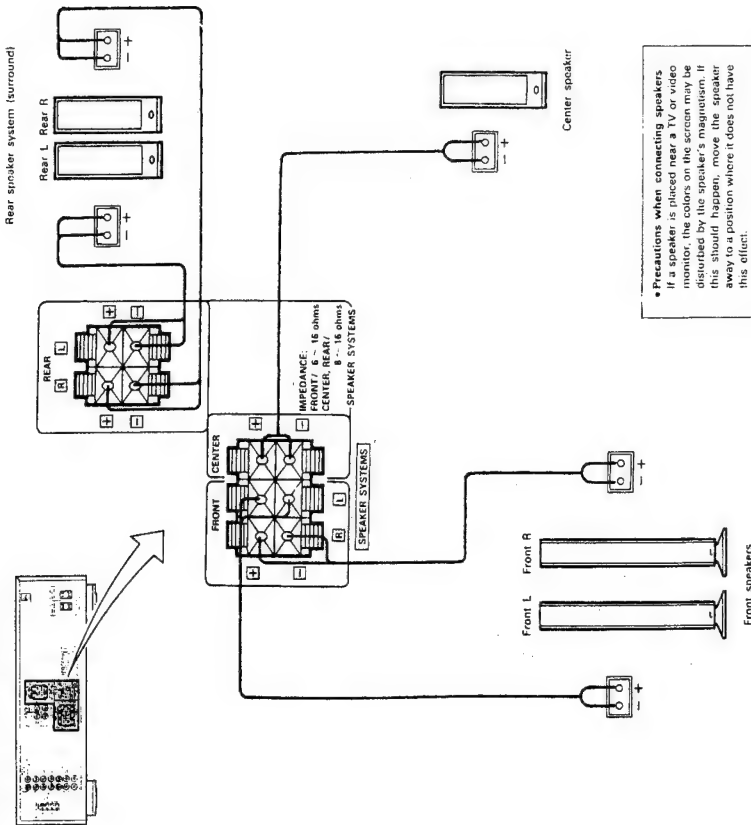 Rear speaker system (surround)
Rear L
Rear R
+
−
+
−
REAR
R
L
+
−
+
−
IMPEDANCE:
FRONT/ 6 ~ 16 ohms
CENTER, REAR/
8 ~ 16 ohms
SPEAKER SYSTEMS
FRONT
CENTER
+
−
+
−
R
L
SPEAKER SYSTEMS
+
−
Center speaker
+
−
+
−
Front L
Front R
Front speakers
• Precautions when connecting speakers
If a speaker is placed near a TV or video
monitor, the colors on the screen may be
disturbed by the speaker's magnetism. If
this should happen, move the speaker
away to a position where it does not have
this effect.